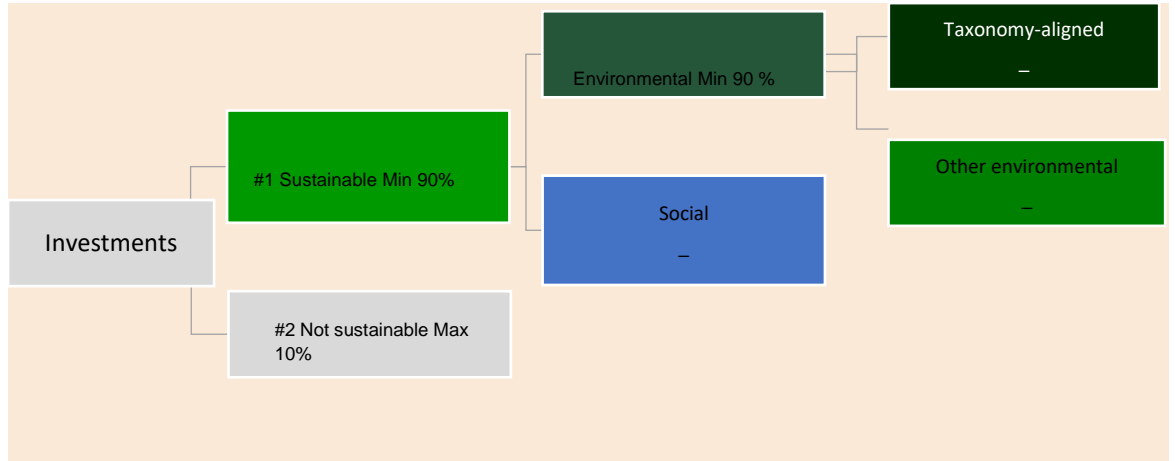 Taxonomy-aligned
–
Environmental Min 90 %
#1 Sustainable Min 90%
Other environmental
–
Social
–
Investments
#2 Not sustainable Max
10%